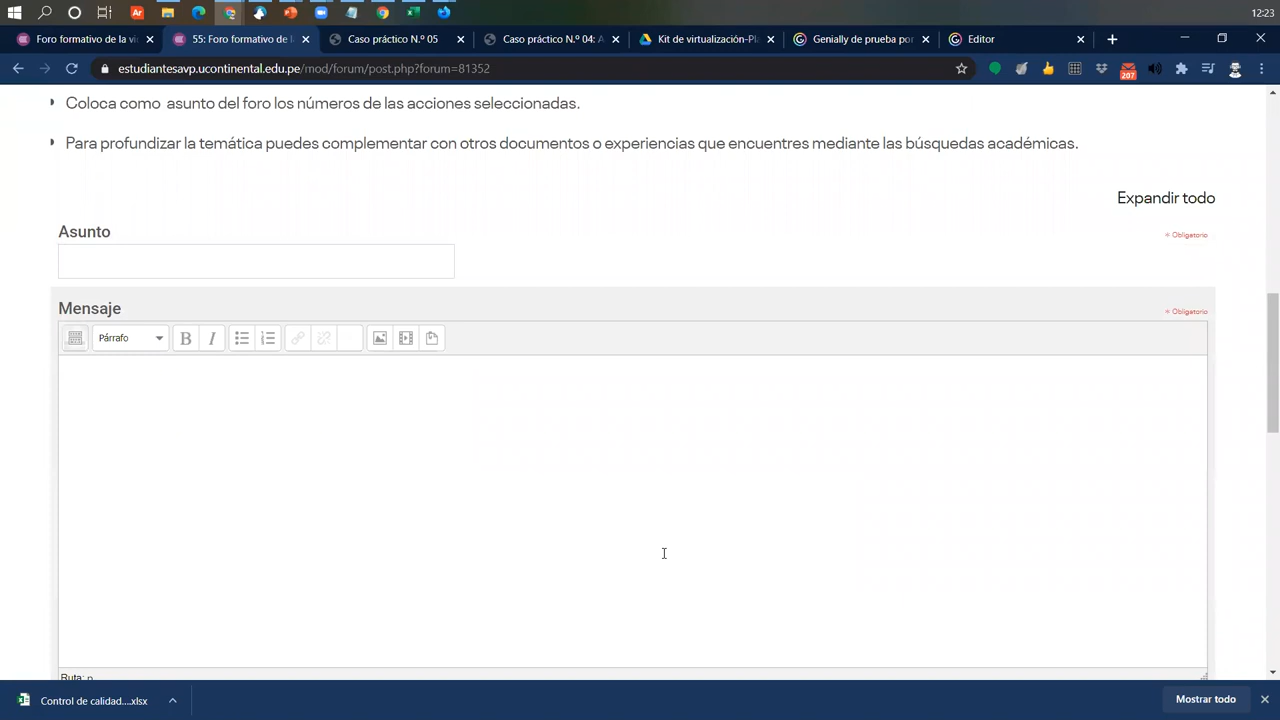 12:23
Foro formativo de la vi
55: Foro formativo de l
Caso práctico N.º 05
Caso práctico N.º 04: A
Kit de virtualización-Pla
Genially de prueba por
Editor
estudiantesavp.ucontinental.edu.pe/mod/forum/post.php?forum=81352
207
Coloca como asunto del foro los números de las acciones seleccionadas.
Para profundizar la temática puedes complementar con otros documentos o experiencias que encuentres mediante las búsquedas académicas.
Expandir todo
Asunto
* Obligatorio
Mensaje
* Obligatorio
Párrafo
B I
Ruta: p
Control de calidad....xlsx
Mostrar todo